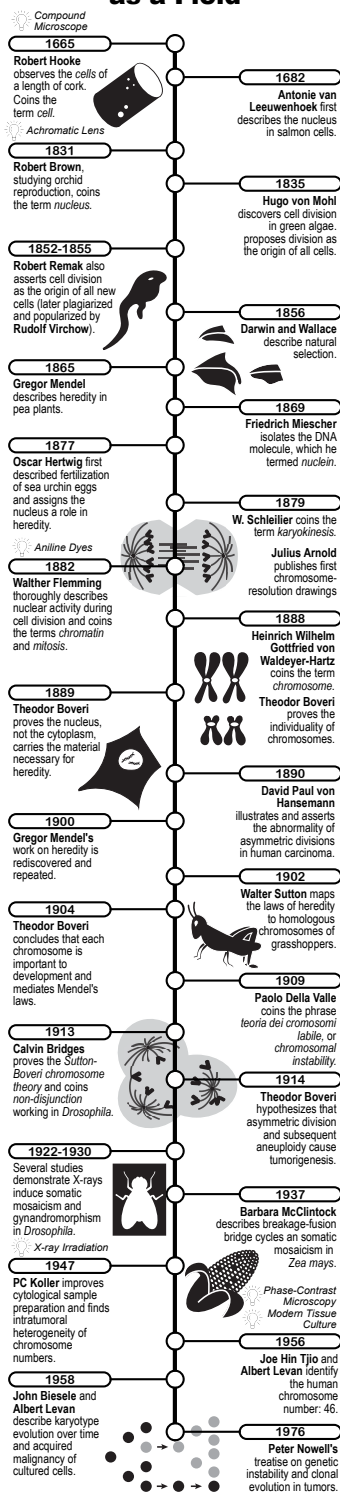 as a Field
Compound
Microscope
1665
Robert Hooke
observes the cells of
a length of cork.
Coins the
term cell.
1682
Antonie van
Leeuwenhoek first
describes the nucleus
in salmon cells.
Achromatic Lens
1831
Robert Brown,
studying orchid
reproduction, coins
the term nucleus.
1835
Hugo von Mohl
discovers cell division
in green algae.
proposes division as
the origin of all cells.
1852-1855
Robert Remak also
asserts cell division
as the origin of all new
cells (later plagiarized
and popularized by
Rudolf Virchow).
1856
Darwin and Wallace
describe natural
selection.
1865
Gregor Mendel
describes heredity in
pea plants.
1869
Friedrich Miescher
isolates the DNA
molecule, which he
termed nuclein.
1877
Oscar Hertwig first
described fertilization
of sea urchin eggs
and assigns the
nucleus a role in
heredity.
1879
W. Schleilier coins the
term karyokinesis.
Julius Arnold
publishes first
chromosome-
resolution drawings
Aniline Dyes
1882
Walther Flemming
thoroughly describes
nuclear activity during
cell division and coins
the terms chromatin
and mitosis.
1888
Heinrich Wilhelm
Gottfried von
Waldeyer-Hartz
coins the term
chromosome.
Theodor Boveri
proves the
individuality of
chromosomes.
1889
Theodor Boveri
proves the nucleus,
not the cytoplasm,
carries the material
necessary for
heredity.
1890
David Paul von
Hansemann
illustrates and asserts
the abnormality of
asymmetric divisions
in human carcinoma.
1900
Gregor Mendel's
work on heredity is
rediscovered and
repeated.
1902
Walter Sutton maps
the laws of heredity
to homologous
chromosomes of
grasshoppers.
1904
Theodor Boveri
concludes that each
chromosome is
important to
development and
mediates Mendel's
laws.
1909
Paolo Della Valle
coins the phrase
teoria dei cromosomi
labile, or
chromosomal
instability.
1913
Calvin Bridges
proves the Sutton-
Boveri chromosome
theory and coins
non-disjunction
working in Drosophila.
1914
Theodor Boveri
hypothesizes that
asymmetric division
and subsequent
aneuploidy cause
tumorigenesis.
1922-1930
Several studies
demonstrate X-rays
induce somatic
mosaicism and
gynandromorphism
in Drosophila.
1937
Barbara McClintock
describes breakage-fusion
bridge cycles an somatic
mosaicism in
Zea mays.
X-ray Irradiation
1947
PC Koller improves
cytological sample
preparation and finds
intratumoral
heterogeneity of
chromosome
numbers.
Phase-Contrast
Microscopy
Modern Tissue
Culture
1956
Joe Hin Tjio and
Albert Levan identify
the human
chromosome
number: 46.
1958
John Biesele and
Albert Levan
describe karyotype
evolution over time
and acquired
malignancy of
cultured cells.
1976
Peter Nowell's
treatise on genetic
instability and clonal
evolution in tumors.